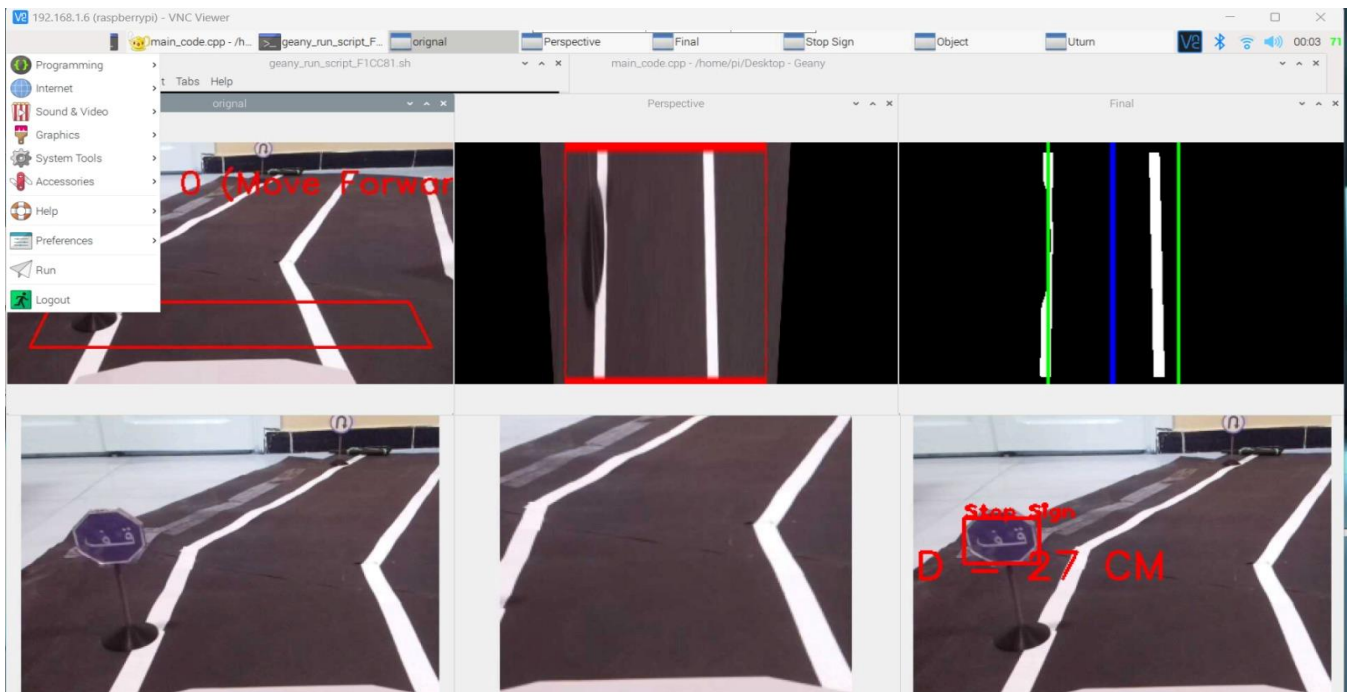 192.168.1.6 (raspberrypi) - VNC Viewer
main_code.cpp - /h...
geany_run_script_F...
orignal
Perspective
Final
Stop Sign
Object
Uturn
00:03
71
Programming
geany_run_script_F1CC81.sh
main_code.cpp - /home/pi/Desktop - Geany
t Tabs Help
Internet
orignal
Perspective
Final
Sound & Video
Graphics
System Tools
Accessories
0 (Move Forwar
Help
Preferences
Run
Logout
قف
Stop Sign
قف
D = 27 CM